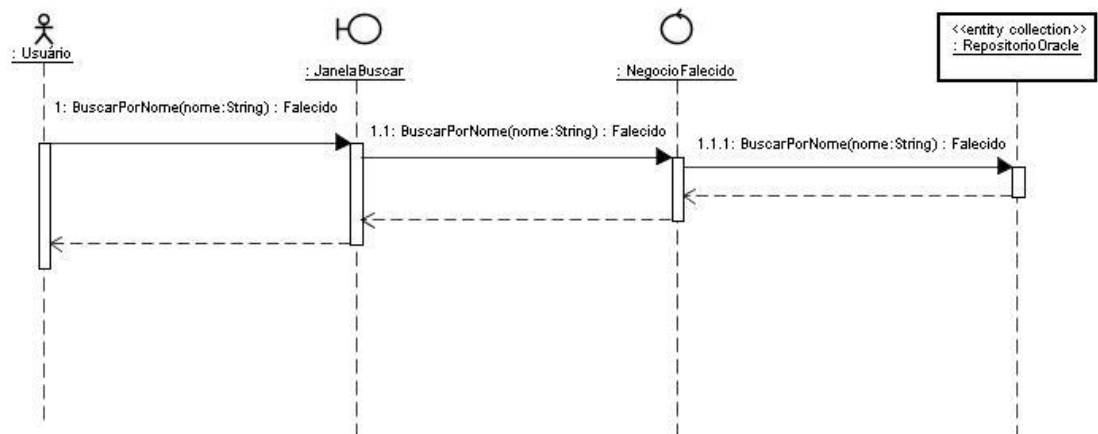 : Usuário
: JanelaBuscar
: NegocioFalecido
<<entity collection>>
: RepositorioOracle
1: BuscarPorNome(nome:String) : Falecido
1.1: BuscarPorNome(nome:String) : Falecido
1.1.1: BuscarPorNome(nome:String) : Falecido